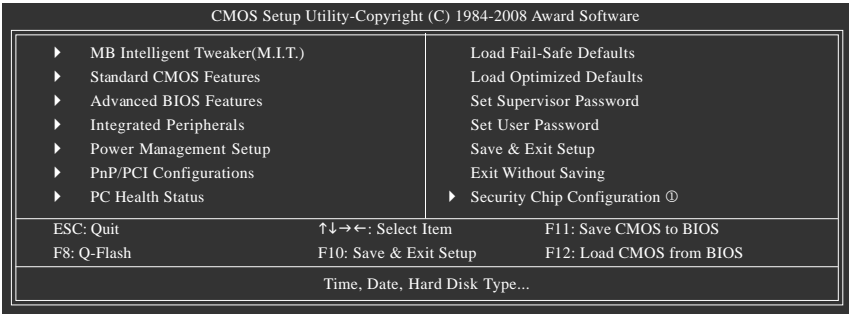 CMOS Setup Utility-Copyright (C) 1984-2008 Award Software
MB Intelligent Tweaker(M.I.T.)
Standard CMOS Features
Advanced BIOS Features
Integrated Peripherals
Power Management Setup
PnP/PCI Configurations
PC Health Status
Load Fail-Safe Defaults
Load Optimized Defaults
Set Supervisor Password
Set User Password
Save & Exit Setup
Exit Without Saving
Security Chip Configuration ①
ESC: Quit ↑↓→←: Select Item F11: Save CMOS to BIOS
F8: Q-Flash F10: Save & Exit Setup F12: Load CMOS from BIOS
Time, Date, Hard Disk Type...